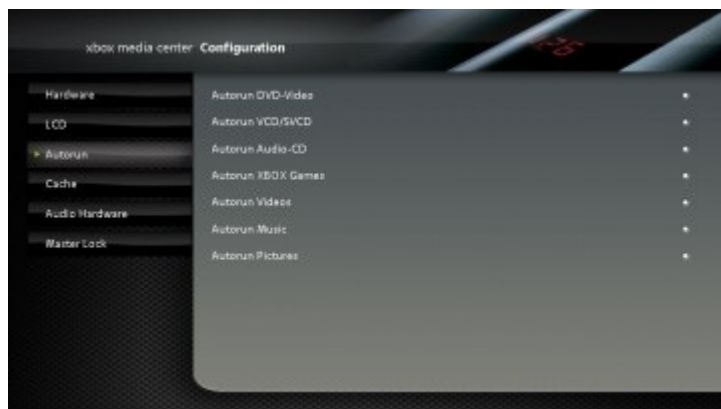 xbox media center Configuration
Hardware
LCD
Autorun
Cache
Audio Hardware
Master Lock
Autorun DVD-Video
Autorun VCD/SVCD
Autorun Audio-CD
Autorun XBOX Games
Autorun Videos
Autorun Music
Autorun Pictures